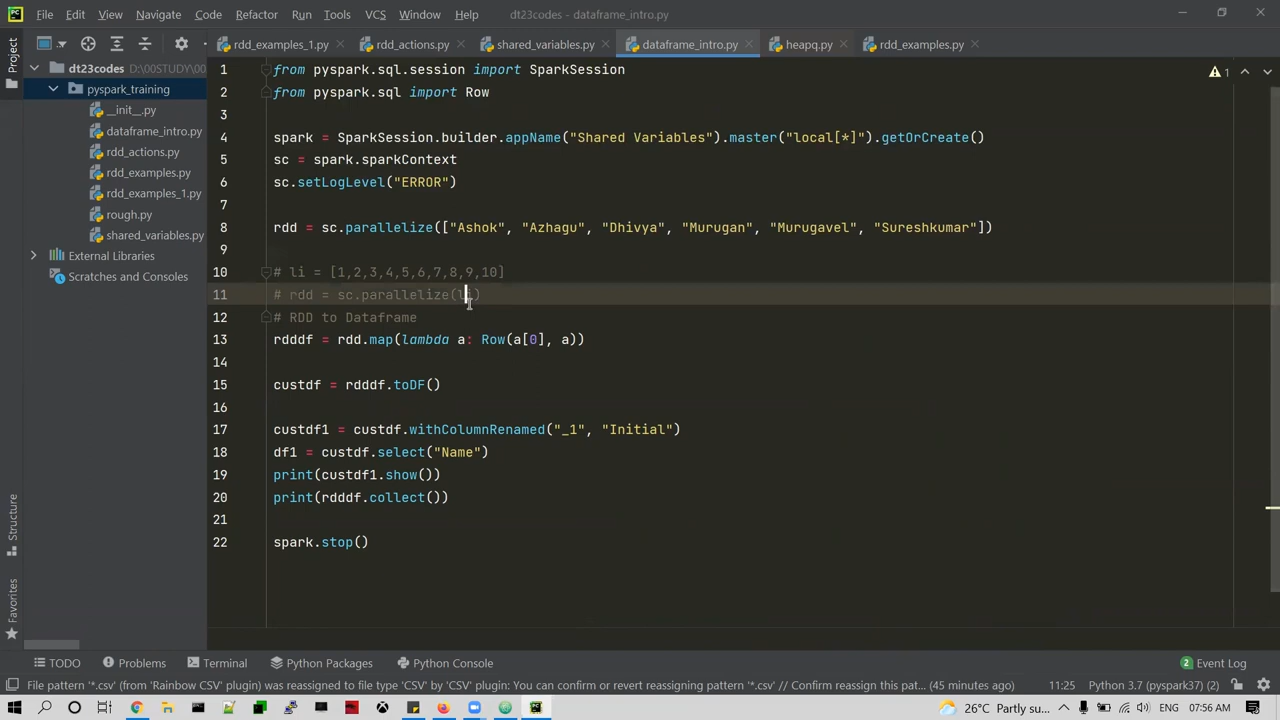 File Edit View Navigate Code Refactor Run Tools VCS Window Help dt23codes - dataframe_intro.py
Project
rdd_examples_1.py rdd_actions.py shared_variables.py dataframe_intro.py heapq.py rdd_examples.py
dt23codes D:\00STUDY\00
pyspark_training
__init__.py
dataframe_intro.py
rdd_actions.py
rdd_examples.py
rdd_examples_1.py
rough.py
shared_variables.py
External Libraries
Scratches and Consoles
1
1 from pyspark.sql.session import SparkSession
2 from pyspark.sql import Row
3
4 spark = SparkSession.builder.appName("Shared Variables").master("local[*]").getOrCreate()
5 sc = spark.sparkContext
6 sc.setLogLevel("ERROR")
7
8 rdd = sc.parallelize(["Ashok", "Azhagu", "Dhivya", "Murugan", "Murugavel", "Sureshkumar"])
9
10 # li = [1,2,3,4,5,6,7,8,9,10]
11 # rdd = sc.parallelize(li)
12 # RDD to Dataframe
13 rdddf = rdd.map(lambda a: Row(a[0], a))
14
15 custdf = rdddf.toDF()
16
17 custdf1 = custdf.withColumnRenamed("_1", "Initial")
18 df1 = custdf.select("Name")
19 print(custdf1.show())
20 print(rdddf.collect())
21
22 spark.stop()
Structure
Favorites
TODO Problems Terminal Python Packages Python Console 2 Event Log
File pattern '*.csv' (from 'Rainbow CSV' plugin) was reassigned to file type 'CSV' by 'CSV' plugin: You can confirm or revert reassigning pattern '*.csv' // Confirm reassign this pat... (45 minutes ago) 11:25 Python 3.7 (pyspark37) (2)
26°C Partly su... ENG 07:56 AM